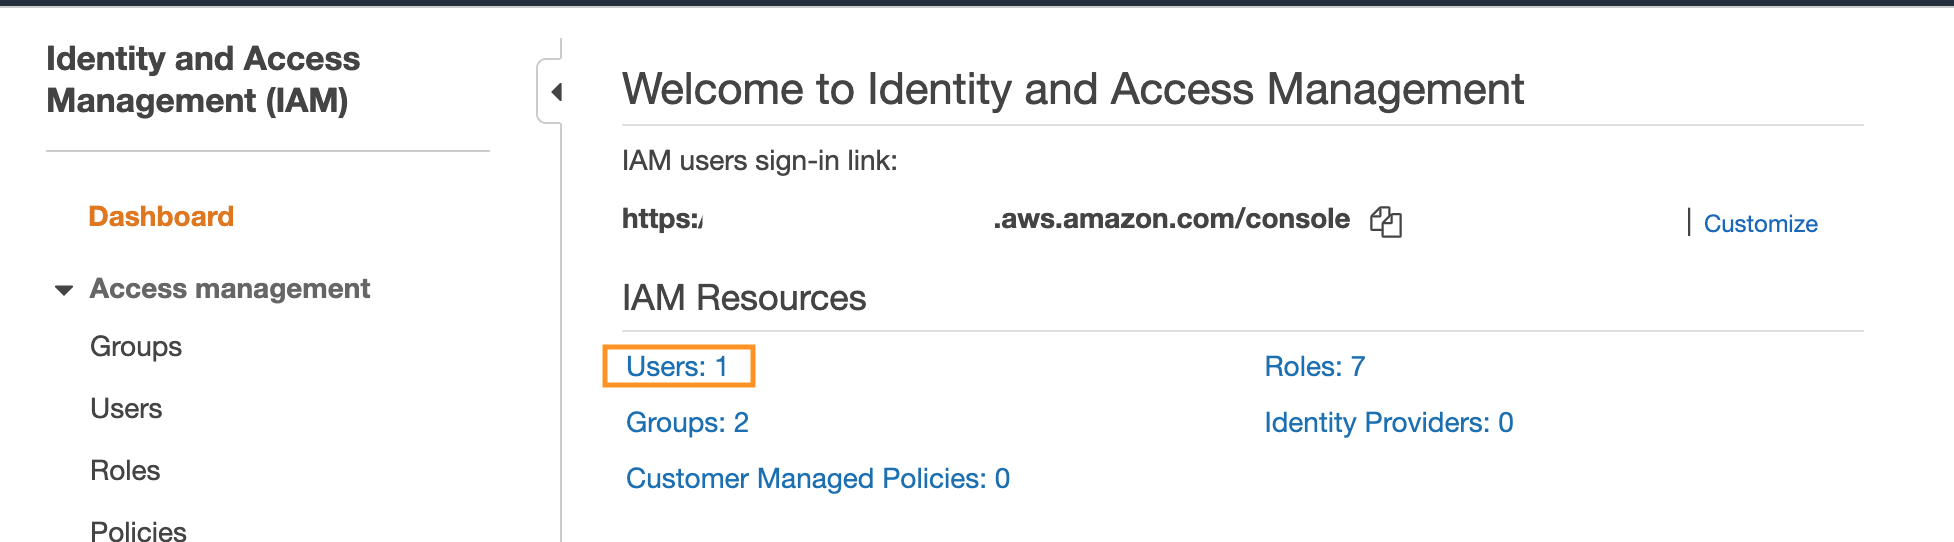 Identity and Access
Management (IAM)
Dashboard
Access management
Groups
Users
Roles
Policies
Welcome to Identity and Access Management
IAM users sign-in link:
https:/ .aws.amazon.com/console
| Customize
IAM Resources
Users: 1
Roles: 7
Groups: 2
Identity Providers: 0
Customer Managed Policies: 0